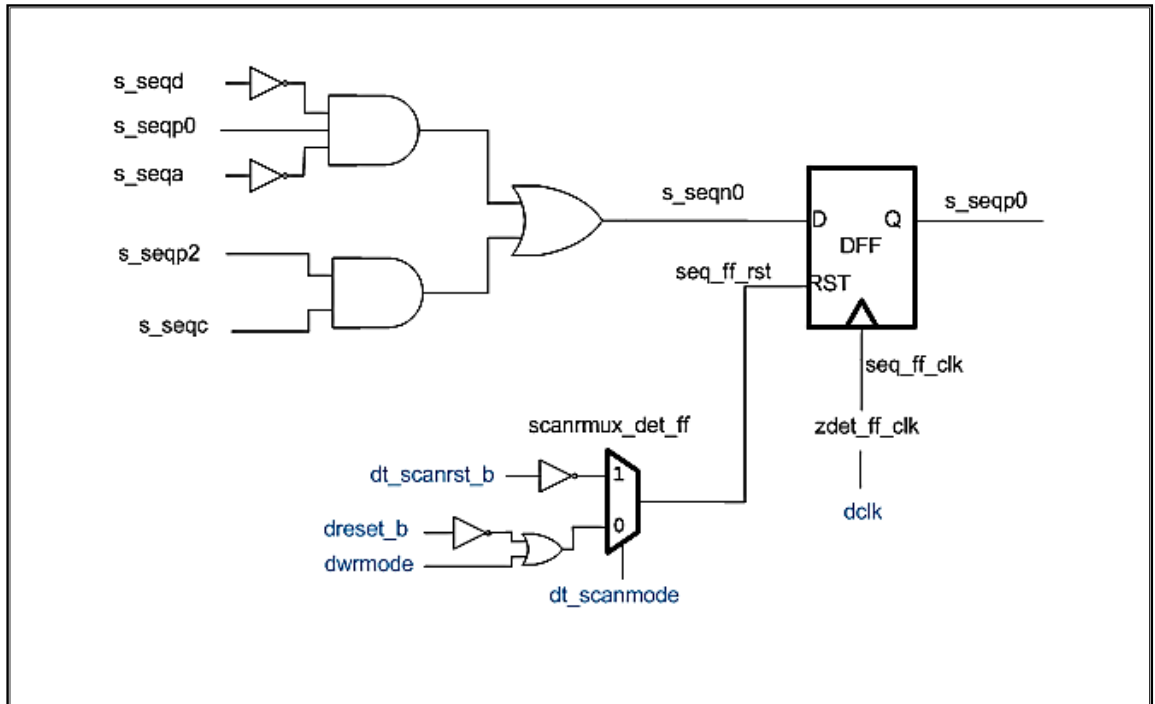 s_seqd
s_seqp0
s_seqa
s_seqp2
s_seqc
s_seqn0
s_seqp0
D
Q
DFF
seq_ff_rst
RST
seq_ff_clk
zdet_ff_clk
dclk
scanrmux_det_ff
dt_scanrst_b
1
dreset_b
0
dwrmode
dt_scanmode